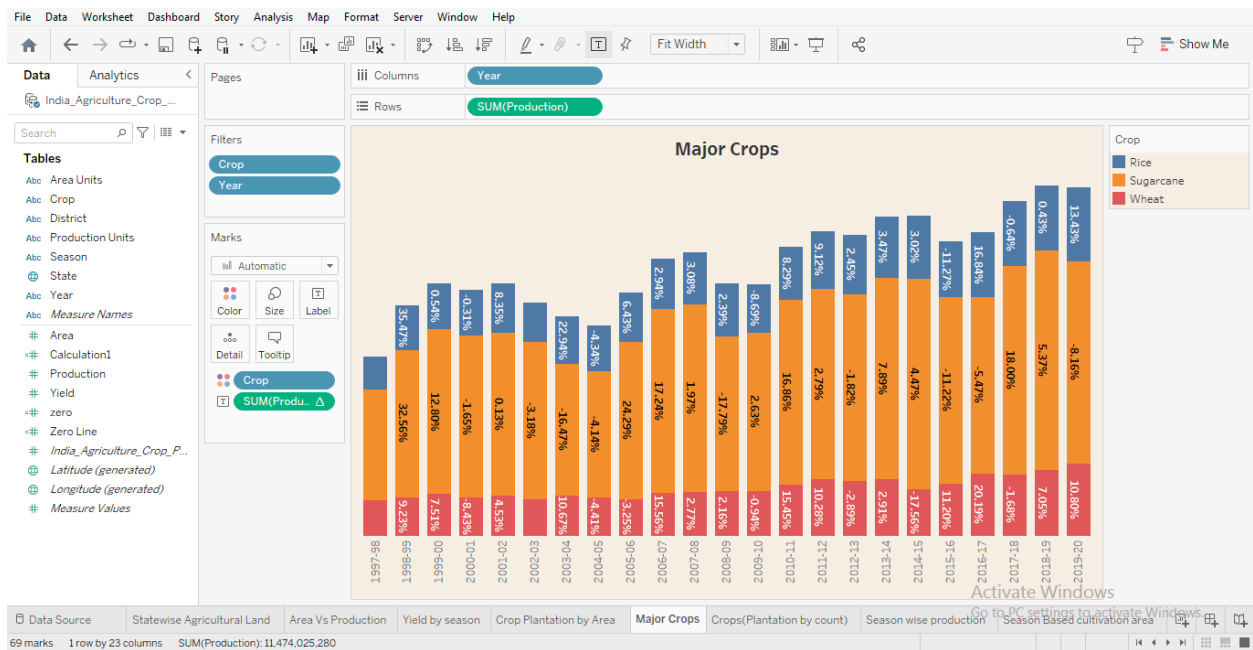 File Data Worksheet Dashboard Story Analysis Map Format Server Window Help
Fit Width
Show Me
Data Analytics
India_Agriculture_Crop_...
Search
Tables
Abc Area Units
Abc Crop
Abc District
Abc Production Units
Abc Season
State
Abc Year
Abc Measure Names
# Area
=# Calculation1
# Production
# Yield
=# zero
=# Zero Line
# India_Agriculture_Crop_P...
Latitude (generated)
Longitude (generated)
# Measure Values
Pages
Filters
Crop
Year
Marks
Automatic
Color Size Label
Detail Tooltip
Crop
SUM(Produ.. Δ
Columns Year
Rows SUM(Production)
Major Crops
35.47% 0.54% -0.31% 8.35% 22.94% -4.34% 6.43% 2.94% 3.08% 2.39% -8.69% 8.29% 9.12% 2.45% 3.47% 3.02% -11.27% 16.84% -0.64% 0.43% 13.43%
32.56% 12.80% -1.65% 0.13% -3.18% -16.47% -4.14% 24.29% 17.24% 1.97% -17.79% 2.63% 16.86% 2.79% -1.82% 7.89% 4.47% -11.22% -5.47% 18.00% 5.37% -8.16%
9.23% 7.51% -8.43% 4.53% 10.67% -4.41% -3.25% 15.56% 2.77% 2.16% -0.94% 15.45% 10.28% -2.89% 2.91% -17.56% 11.20% 20.19% -1.68% 7.05% 10.80%
1997-98 1998-99 1999-00 2000-01 2001-02 2002-03 2003-04 2004-05 2005-06 2006-07 2007-08 2008-09 2009-10 2010-11 2011-12 2012-13 2013-14 2014-15 2015-16 2016-17 2017-18 2018-19 2019-20
Crop
Rice
Sugarcane
Wheat
Activate Windows
Go to PC settings to activate Windows.
Data Source Statewise Agricultural Land Area Vs Production Yield by season Crop Plantation by Area Major Crops Crops(Plantation by count) Season wise production Season Based cultivation area
69 marks 1 row by 23 columns SUM(Production): 11,474,025,280